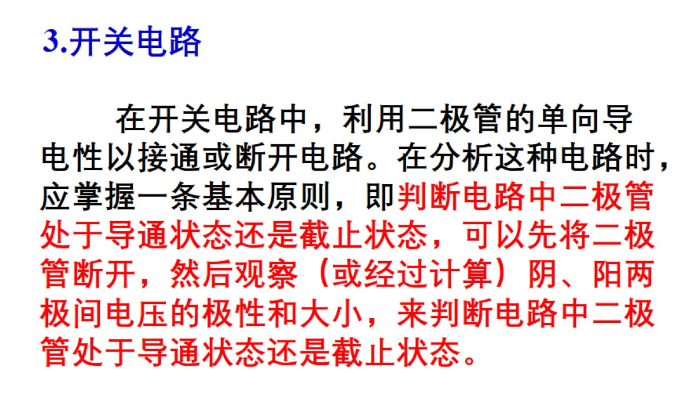 3.开关电路
在开关电路中，利用二极管的单向导
电性以接通或断开电路。在分析这种电路时，
应掌握一条基本原则，即判断电路中二极管
处于导通状态还是截止状态，可以先将二极
管断开，然后观察（或经过计算）阴、阳两
极间电压的极性和大小，来判断电路中二极
管处于导通状态还是截止状态。